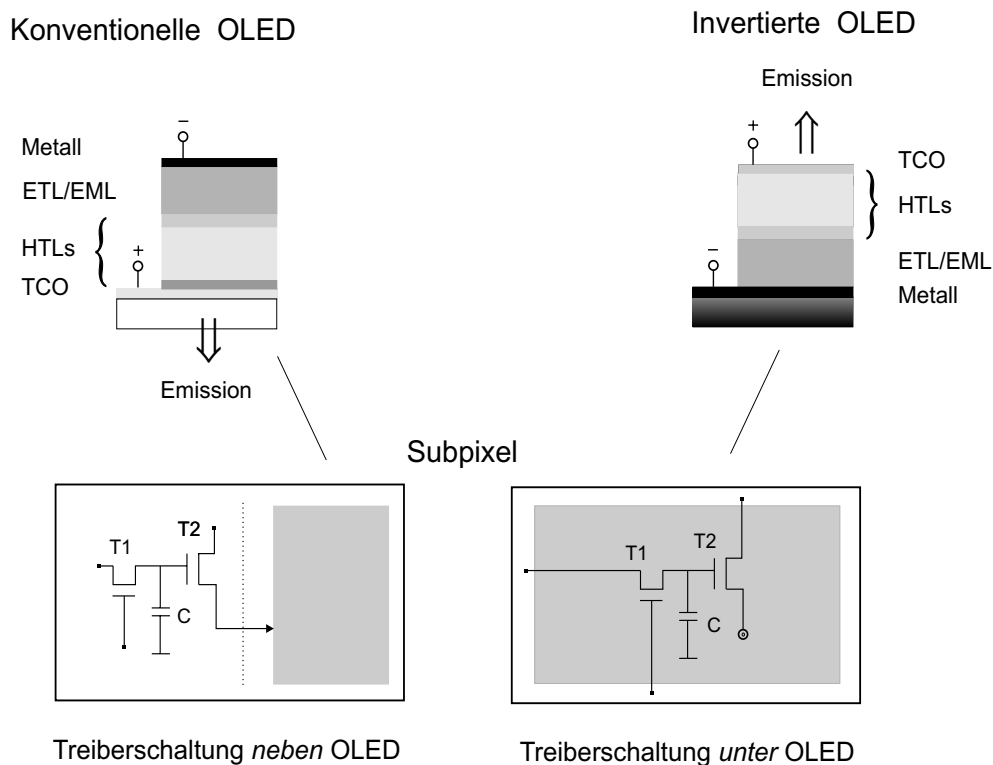 Konventionelle OLED
Invertierte OLED
Emission
−
+
Metall
TCO
ETL/EML
HTLs
HTLs
+
−
ETL/EML
TCO
Metall
Emission
Subpixel
T1
T2
C
T1
T2
C
Treiberschaltung neben OLED
Treiberschaltung unter OLED